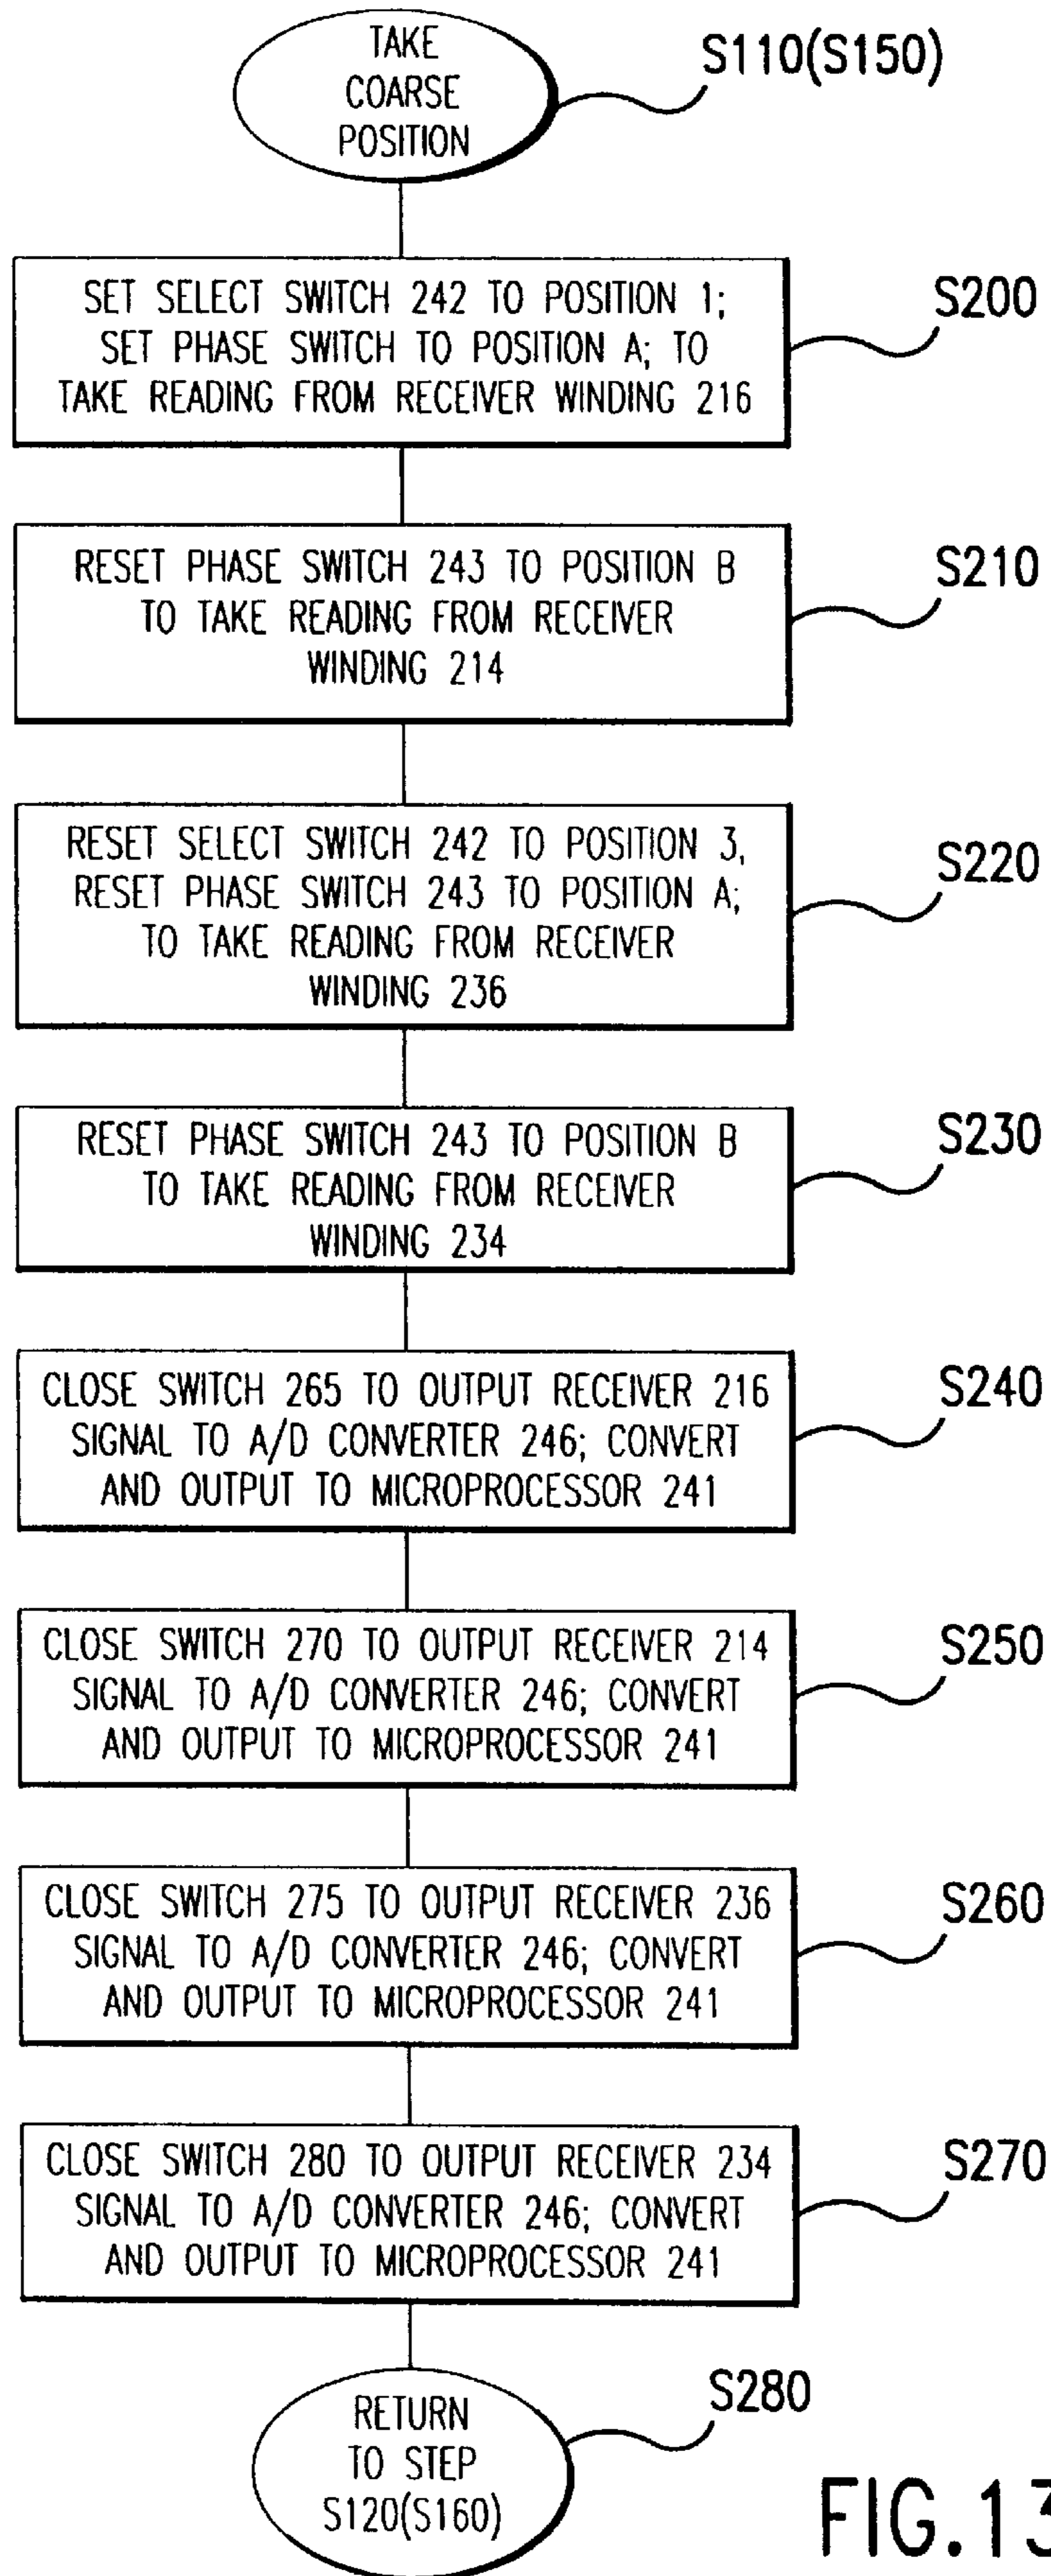 TAKE
COARSE
POSITION
S110(S150)
SET SELECT SWITCH 242 TO POSITION 1;
SET PHASE SWITCH TO POSITION A; TO
TAKE READING FROM RECEIVER WINDING 216
S200
RESET PHASE SWITCH 243 TO POSITION B
TO TAKE READING FROM RECEIVER
WINDING 214
S210
RESET SELECT SWITCH 242 TO POSITION 3,
RESET PHASE SWITCH 243 TO POSITION A;
TO TAKE READING FROM RECEIVER
WINDING 236
S220
RESET PHASE SWITCH 243 TO POSITION B
TO TAKE READING FROM RECEIVER
WINDING 234
S230
CLOSE SWITCH 265 TO OUTPUT RECEIVER 216
SIGNAL TO A/D CONVERTER 246; CONVERT
AND OUTPUT TO MICROPROCESSOR 241
S240
CLOSE SWITCH 270 TO OUTPUT RECEIVER 214
SIGNAL TO A/D CONVERTER 246; CONVERT
AND OUTPUT TO MICROPROCESSOR 241
S250
CLOSE SWITCH 275 TO OUTPUT RECEIVER 236
SIGNAL TO A/D CONVERTER 246; CONVERT
AND OUTPUT TO MICROPROCESSOR 241
S260
CLOSE SWITCH 280 TO OUTPUT RECEIVER 234
SIGNAL TO A/D CONVERTER 246; CONVERT
AND OUTPUT TO MICROPROCESSOR 241
S270
RETURN
TO STEP
S120(S160)
S280
FIG.13